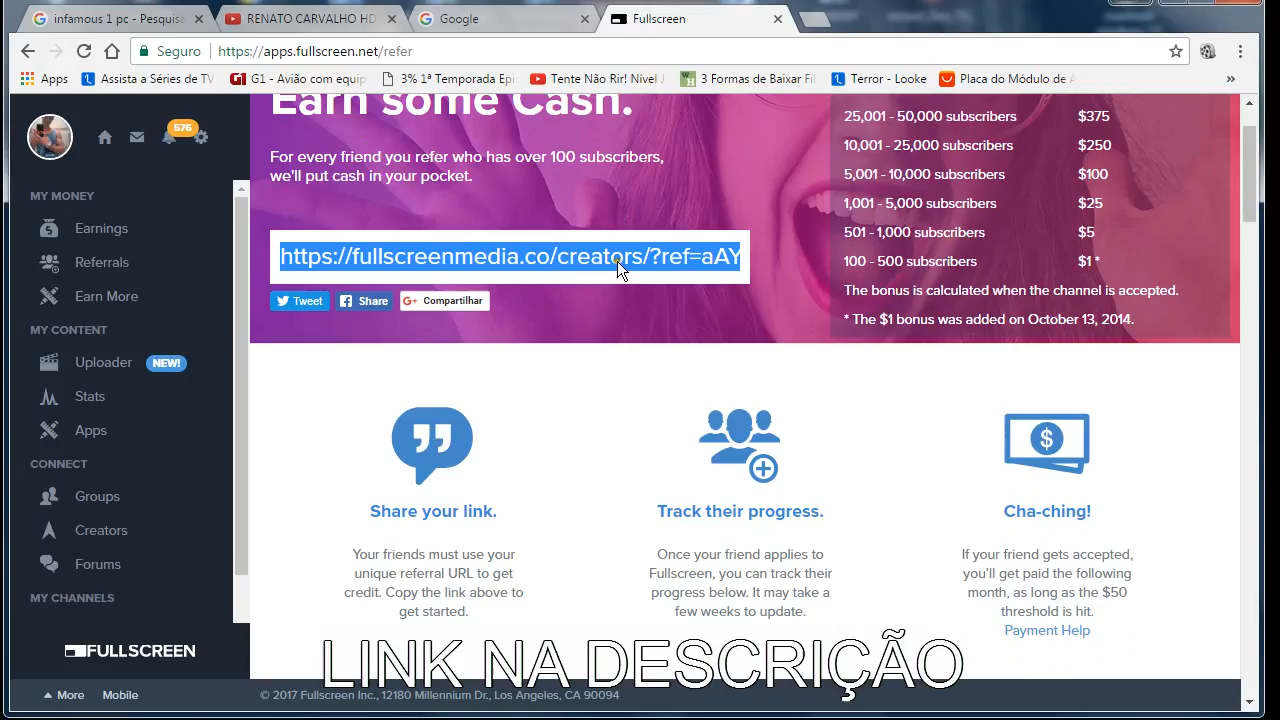 infamous 1 pc - Pesquisa
RENATO CARVALHO HD
Google
Fullscreen
Seguro
https://apps.fullscreen.net/refer
Apps
Assista a Séries de TV
G1 - Avião com equip
3% 1ª Temporada Epi
Tente Não Rir! Nível
3 Formas de Baixar Fil
Terror - Looke
Placa do Módulo de
»
576
MY MONEY
Earnings
Referrals
Earn More
MY CONTENT
Uploader NEW!
Stats
Apps
CONNECT
Groups
Creators
Forums
MY CHANNELS
FULLSCREEN
More
Mobile
Earn some Cash.
For every friend you refer who has over 100 subscribers,
we'll put cash in your pocket.
https://fullscreenmedia.co/creators/?ref=aAY
Tweet
Share
G+ Compartilhar
25,001 - 50,000 subscribers $375
10,001 - 25,000 subscribers $250
5,001 - 10,000 subscribers $100
1,001 - 5,000 subscribers $25
501 - 1,000 subscribers $5
100 - 500 subscribers $1 *
The bonus is calculated when the channel is accepted.
* The $1 bonus was added on October 13, 2014.
Share your link.
Your friends must use your
unique referral URL to get
credit. Copy the link above to
get started.
Track their progress.
Once your friend applies to
Fullscreen, you can track their
progress below. It may take a
few weeks to update.
Cha-ching!
If your friend gets accepted,
you'll get paid the following
month, as long as the $50
threshold is hit.
Payment Help
LINK NA DESCRIÇÃO
© 2017 Fullscreen Inc., 12180 Millennium Dr., Los Angeles, CA 90094